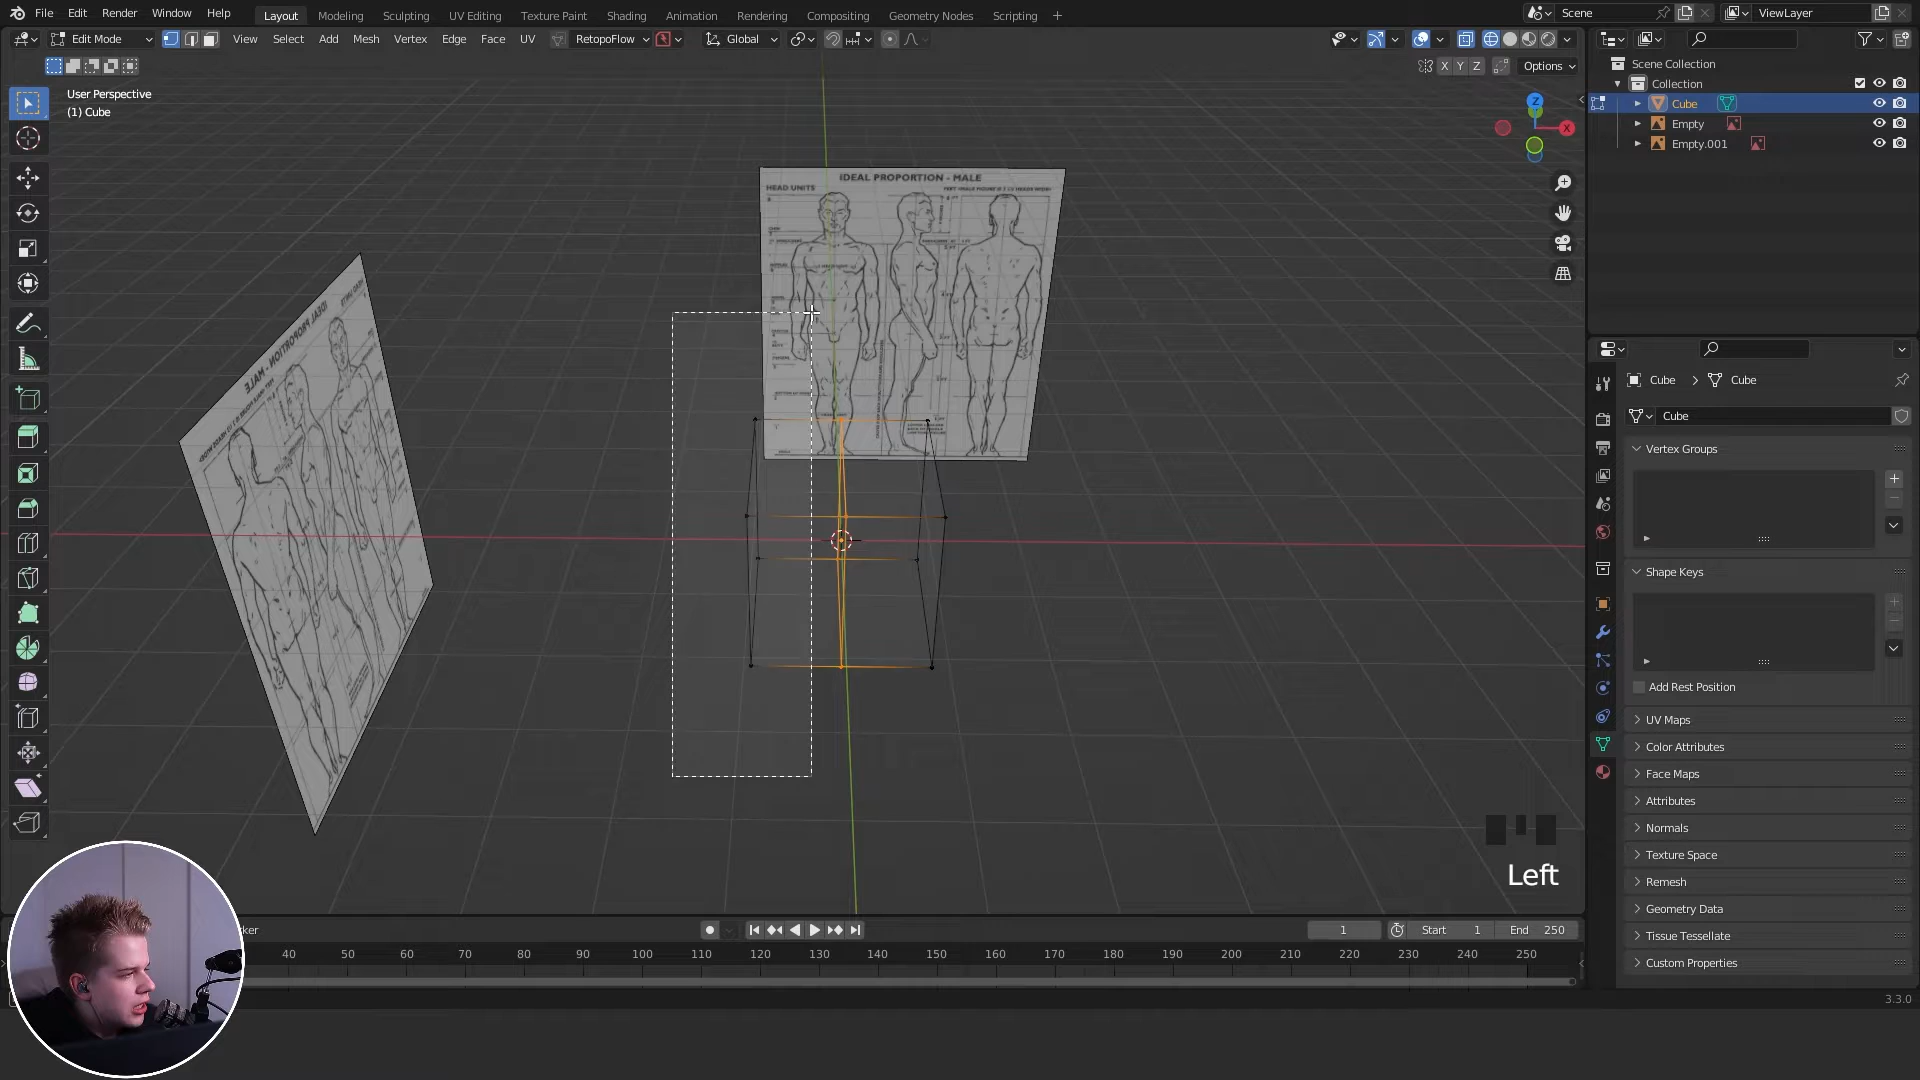 File Edit Render Window Help Layout Modeling Sculpting UV Editing Texture Paint Shading Animation Rendering Compositing Geometry Nodes Scripting + Scene ViewLayer
Edit Mode View Select Add Mesh Vertex Edge Face UV RetopoFlow Global
X Y Z Options
User Perspective
(1) Cube
Z
X
Scene Collection
Collection
Cube
Empty
Empty.001
IDEAL PROPORTION - MALE
HEAD UNITS
IDEAL PROPORTION - MALE
Cube > Cube
Cube
Vertex Groups
Shape Keys
Add Rest Position
UV Maps
Color Attributes
Face Maps
Attributes
Normals
Texture Space
Remesh
Geometry Data
Tissue Tessellate
Custom Properties
Left
ker
1 Start 1 End 250
40 50 60 70 80 90 100 110 120 130 140 150 160 170 180 190 200 210 220 230 240 250
3.3.0